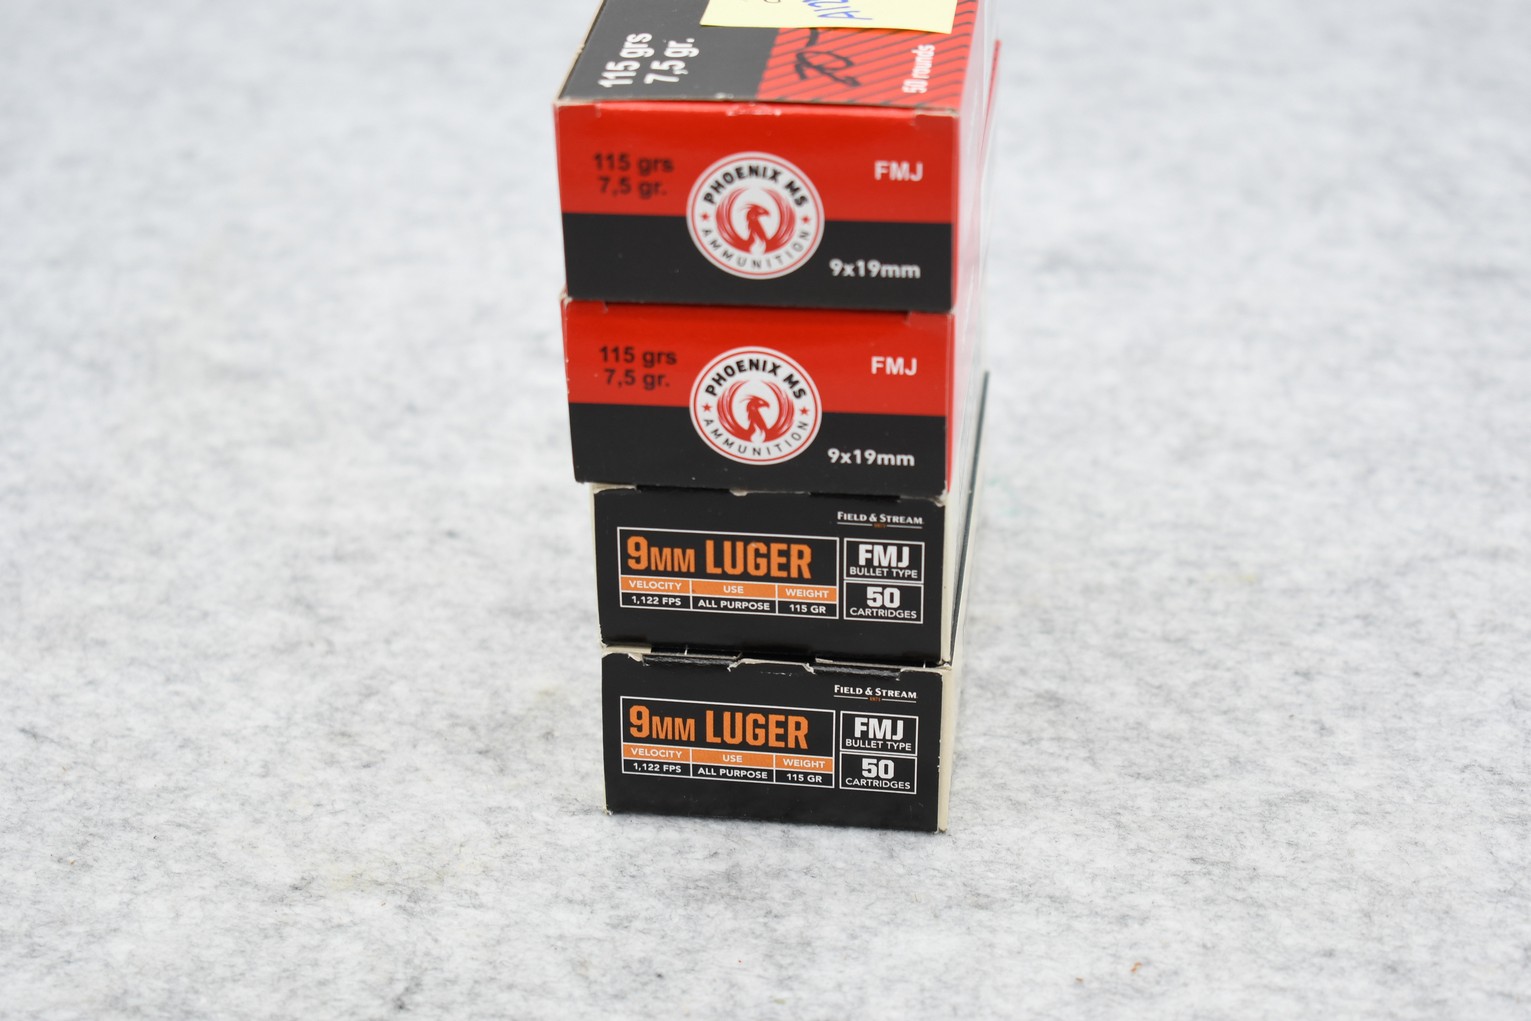 115 grs
7,5 gr.
50 rounds
115 grs
7,5 gr.
FMJ
PHOENIX MS
AMMUNITION
9x19mm
115 grs
7,5 gr.
FMJ
PHOENIX MS
AMMUNITION
9x19mm
FIELD & STREAM
9MM LUGER
FMJ
BULLET TYPE
VELOCITY USE WEIGHT
1,122 FPS ALL PURPOSE 115 GR
50
CARTRIDGES
FIELD & STREAM
9MM LUGER
FMJ
BULLET TYPE
VELOCITY USE WEIGHT
1,122 FPS ALL PURPOSE 115 GR
50
CARTRIDGES